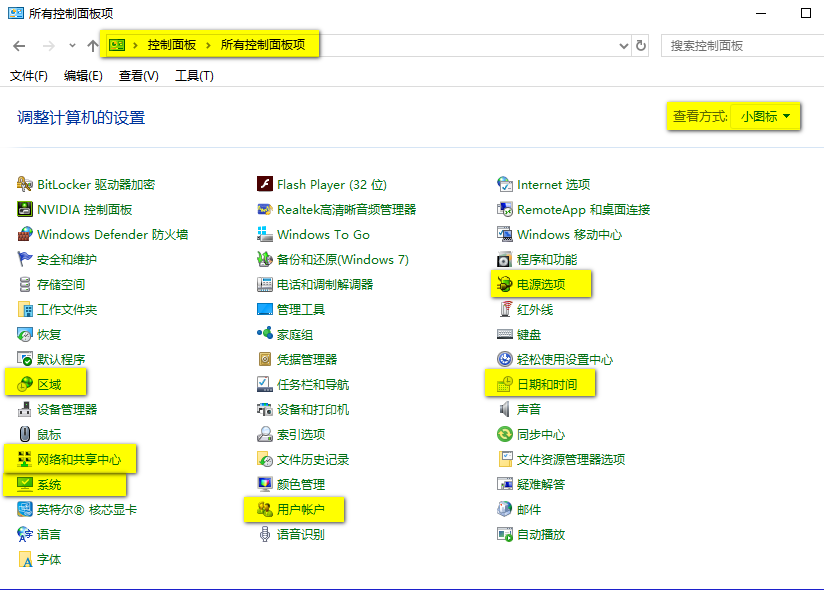 所有控制面板项
控制面板 › 所有控制面板项
搜索控制面板
文件(F) 编辑(E) 查看(V) 工具(T)
调整计算机的设置
查看方式: 小图标
BitLocker 驱动器加密 Flash Player (32 位) Internet 选项
NVIDIA 控制面板 Realtek高清晰音频管理器 RemoteApp 和桌面连接
Windows Defender 防火墙 Windows To Go Windows 移动中心
安全和维护 备份和还原(Windows 7) 程序和功能
存储空间 电话和调制解调器 电源选项
工作文件夹 管理工具 红外线
恢复 家庭组 键盘
默认程序 凭据管理器 轻松使用设置中心
区域 任务栏和导航 日期和时间
设备管理器 设备和打印机 声音
鼠标 索引选项 同步中心
网络和共享中心 文件历史记录 文件资源管理器选项
系统 颜色管理 疑难解答
英特尔® 核芯显卡 用户帐户 邮件
语言 语音识别 自动播放
字体